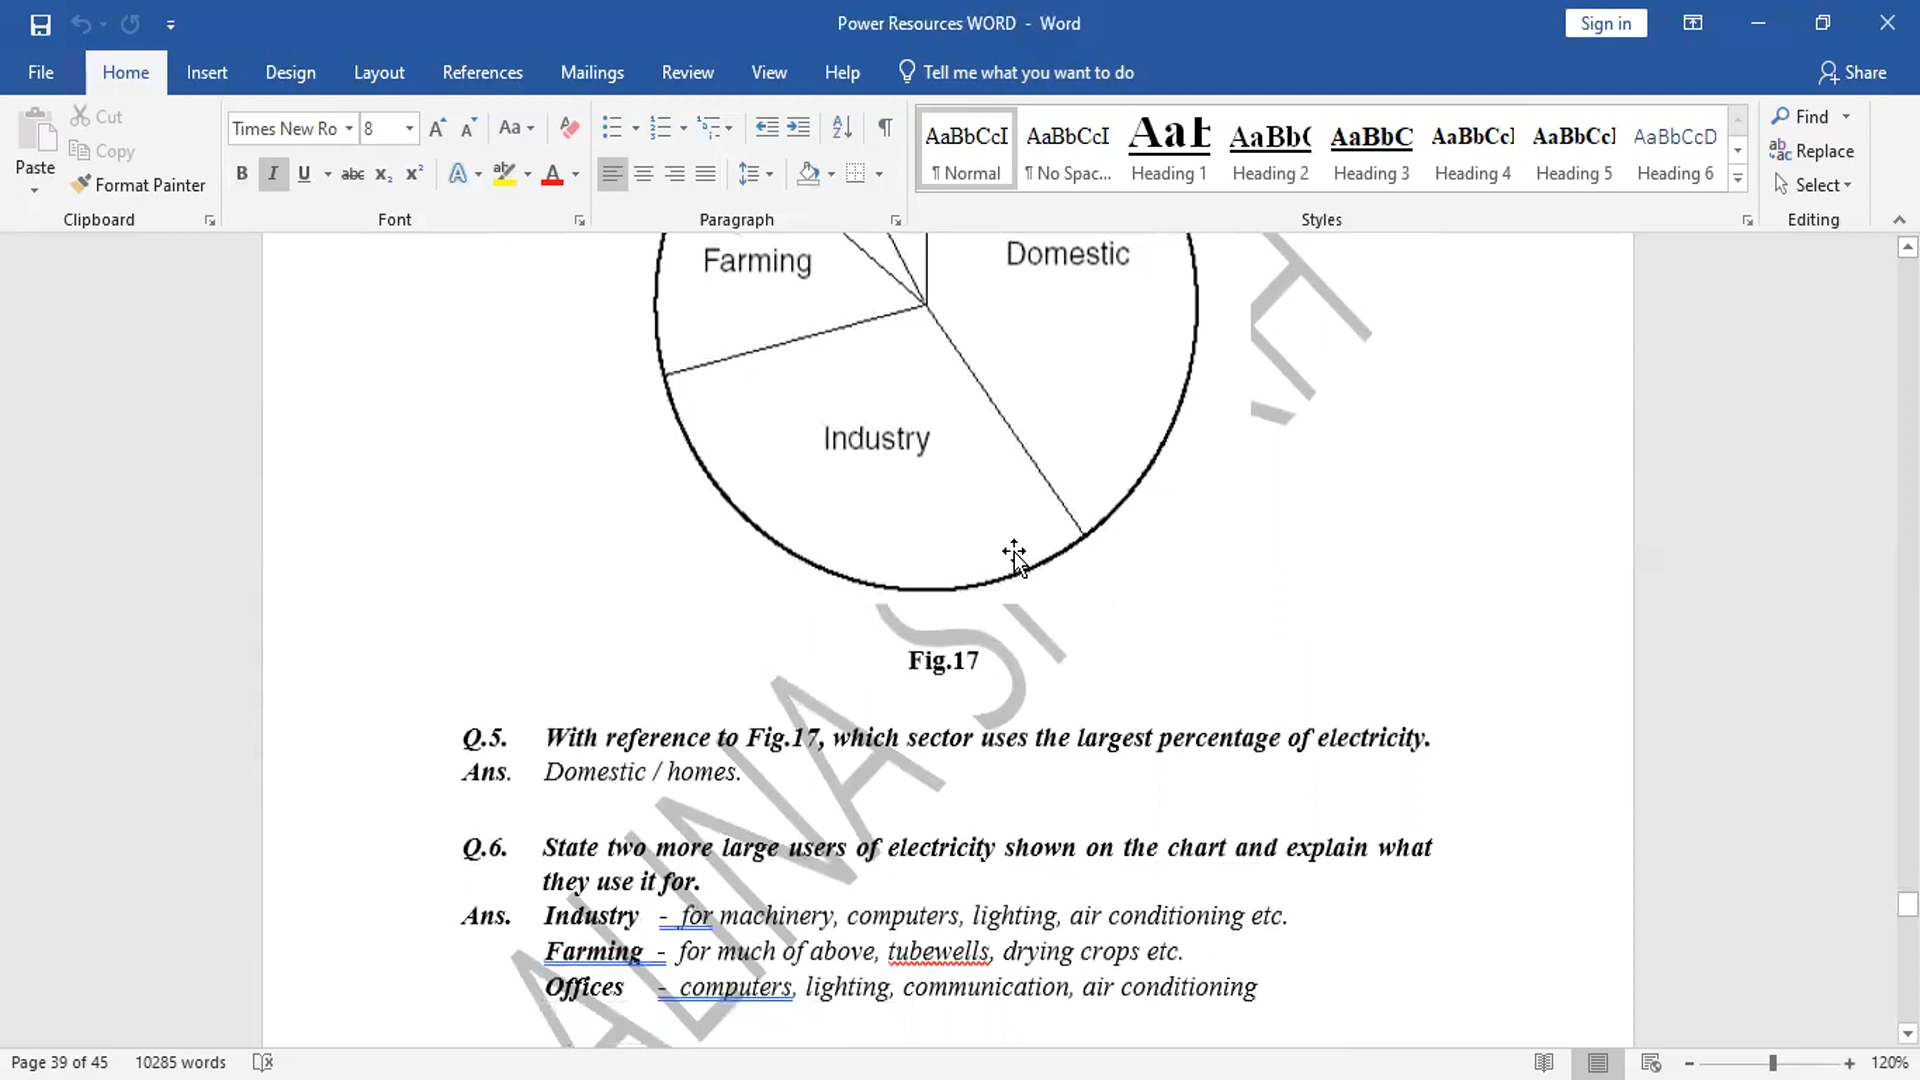 Power Resources WORD - Word
Sign in
File Home Insert Design Layout References Mailings Review View Help Tell me what you want to do Share
Paste
Cut
Copy
Format Painter
Clipboard
Times New Ro 8 Aa
B I U abc x₂ x² A ab A
Font
Paragraph
AaBbCcI AaBbCcI AaB AaBb( AaBbC AaBbCcI AaBbCcI AaBbCcD
¶ Normal ¶ No Spac... Heading 1 Heading 2 Heading 3 Heading 4 Heading 5 Heading 6
Styles
Find
Replace
Select
Editing
Farming
Domestic
Industry
Fig.17
Q.5. With reference to Fig.17, which sector uses the largest percentage of electricity.
Ans. Domestic / homes.
Q.6. State two more large users of electricity shown on the chart and explain what
they use it for.
Ans. Industry - for machinery, computers, lighting, air conditioning etc.
Farming - for much of above, tubewells, drying crops etc.
Offices - computers, lighting, communication, air conditioning
Page 39 of 45 10285 words
120%